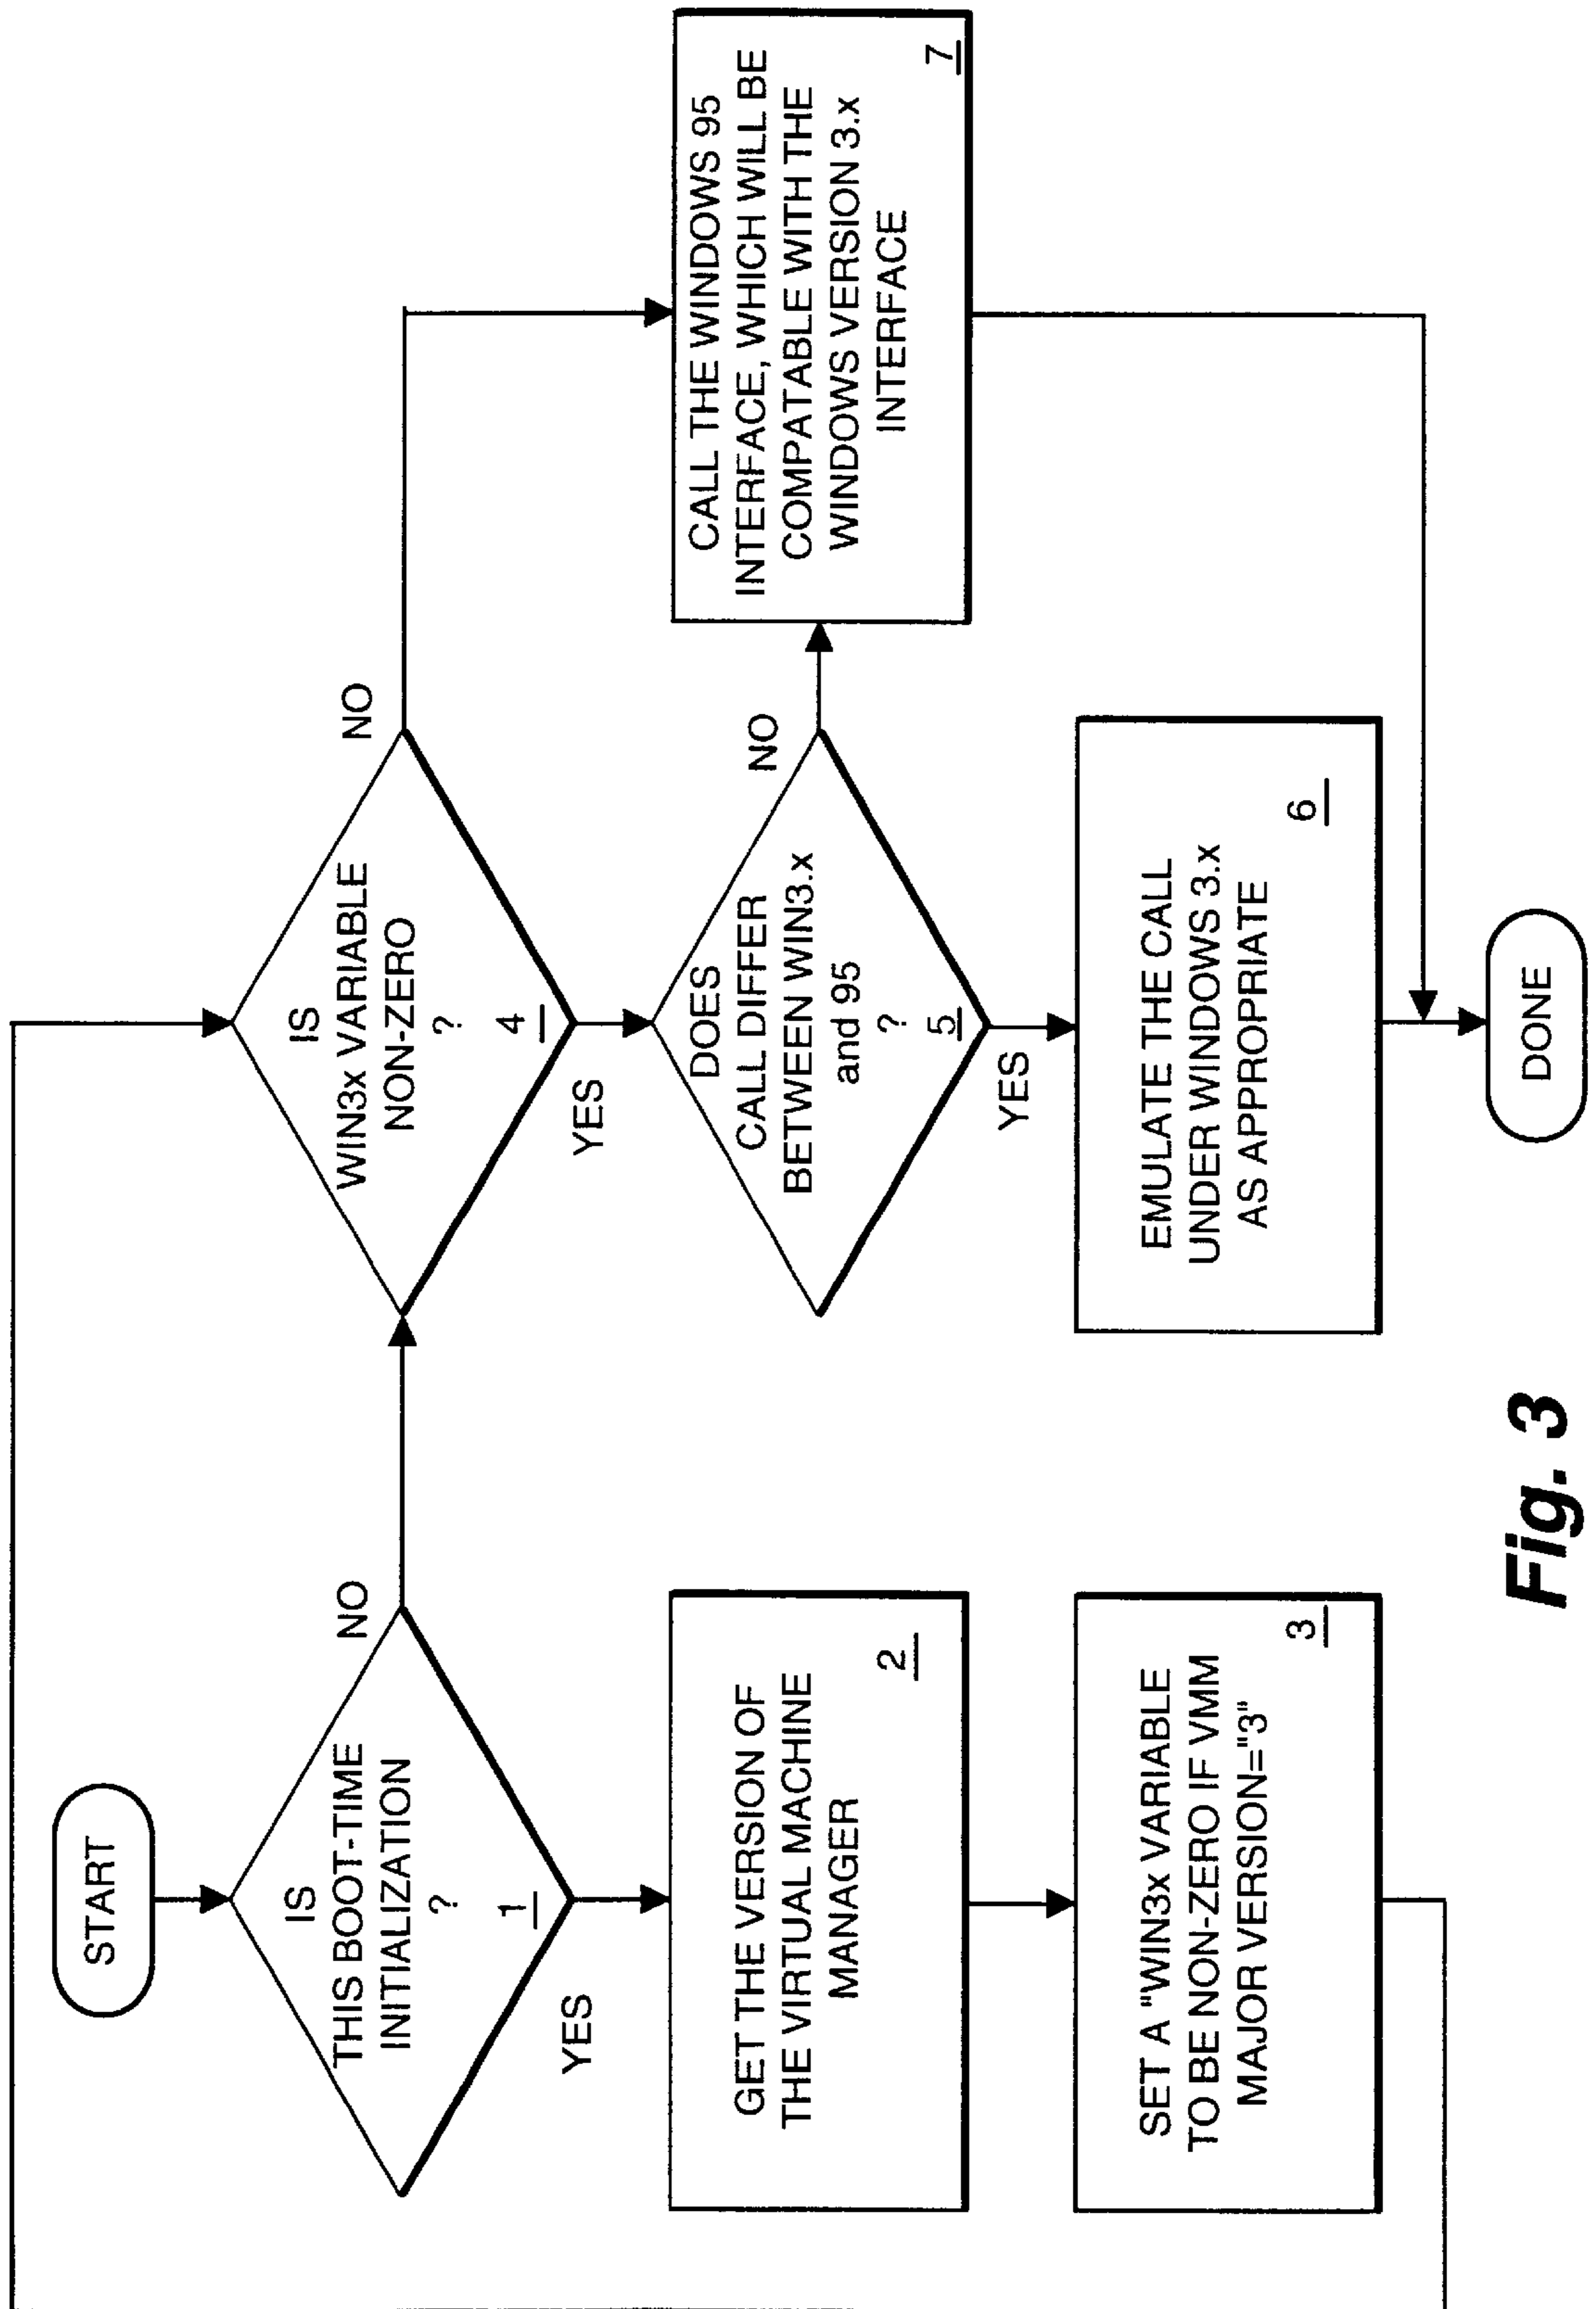 START
IS
THIS BOOT-TIME
INITIALIZATION
?
1
NO
YES
GET THE VERSION OF
THE VIRTUAL MACHINE
MANAGER
2
SET A "WIN3x VARIABLE
TO BE NON-ZERO IF VMM
MAJOR VERSION="3"
3
IS
WIN3x VARIABLE
NON-ZERO
?
4
NO
YES
DOES
CALL DIFFER
BETWEEN WIN3.x
and 95
?
5
NO
YES
EMULATE THE CALL
UNDER WINDOWS 3.x
AS APPROPRIATE
6
CALL THE WINDOWS 95
INTERFACE, WHICH WILL BE
COMPATABLE WITH THE
WINDOWS VERSION 3.x
INTERFACE
7
DONE
Fig. 3